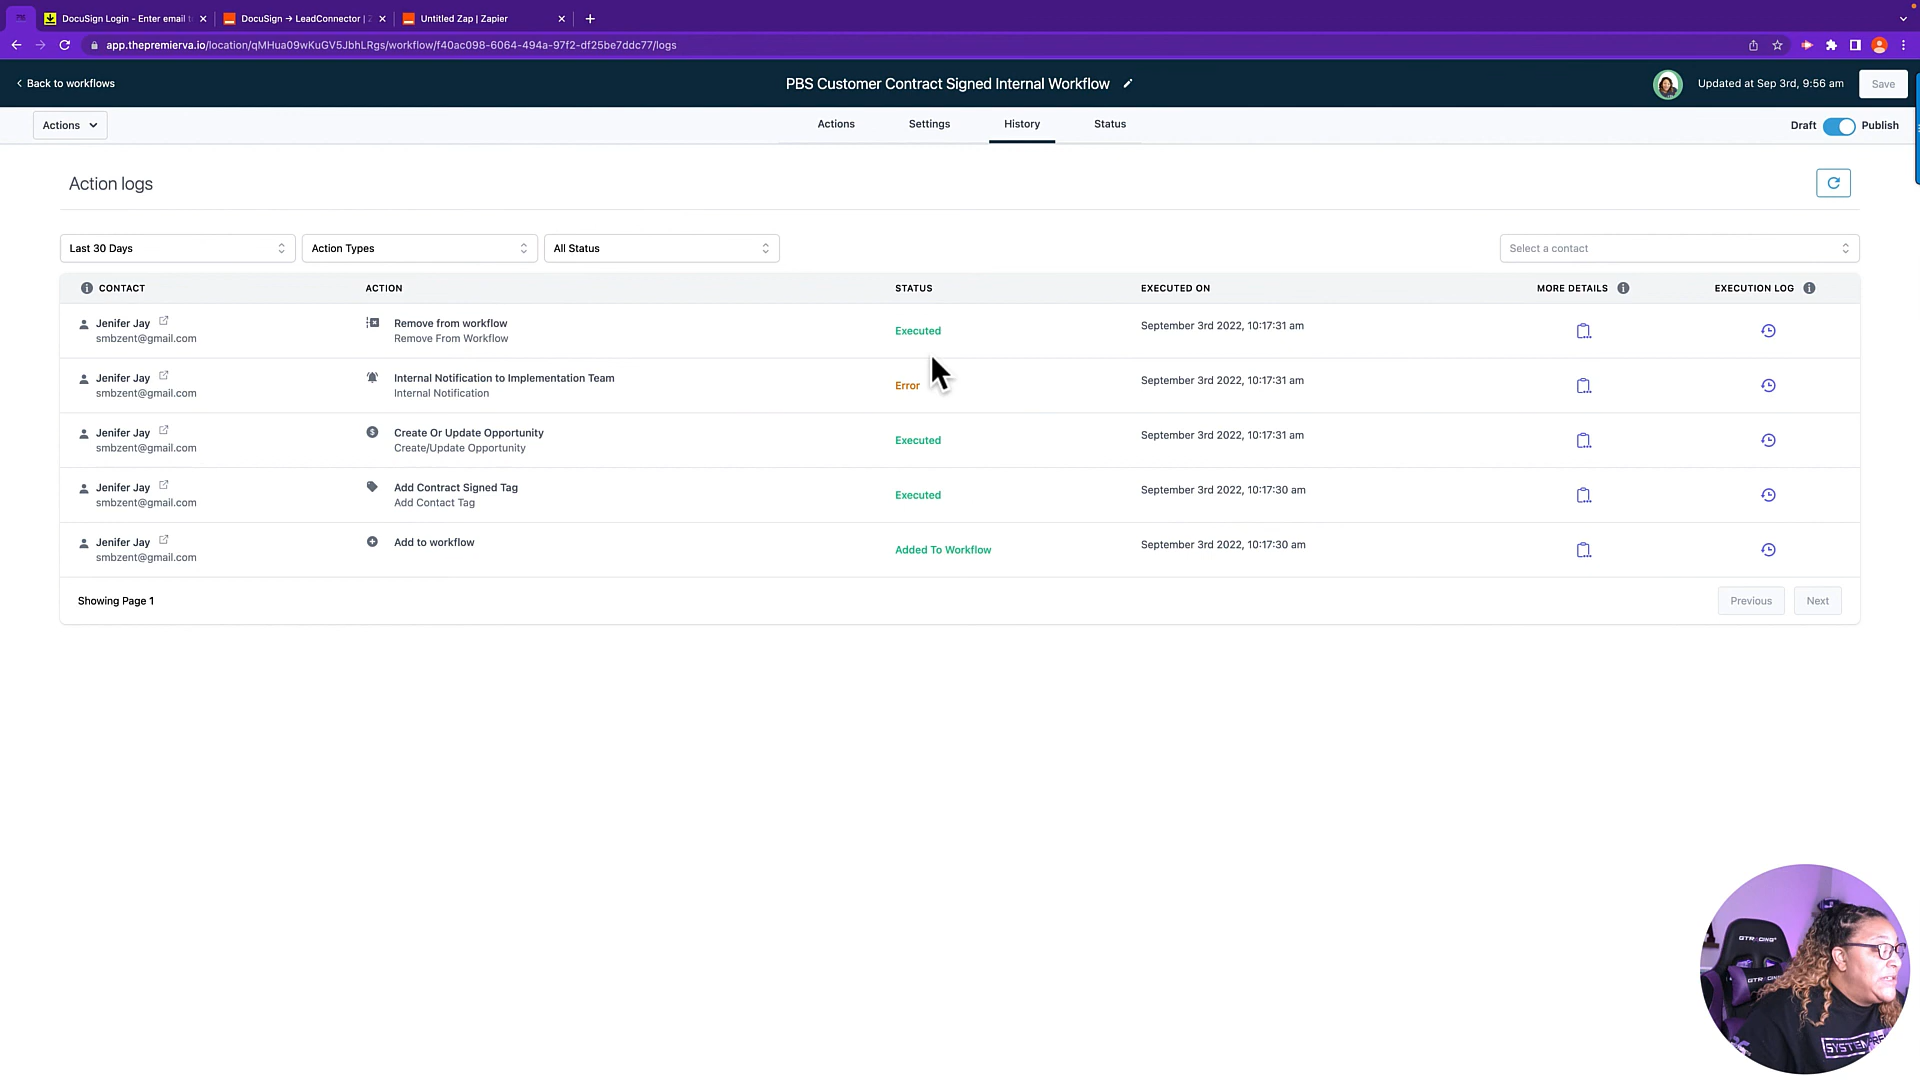 DocuSign Login - Enter email t
DocuSign → LeadConnector | Z
Untitled Zap | Zapier
app.thepremierva.io/location/qMHua09wKuGV5JbhLRgs/workflow/f40ac098-6064-494a-97f2-df25be7ddc77/logs
Back to workflows
PBS Customer Contract Signed Internal Workflow
Updated at Sep 3rd, 9:56 am
Save
Actions
Actions
Settings
History
Status
Draft
Publish
Action logs
Last 30 Days
Action Types
All Status
Select a contact
CONTACT
ACTION
STATUS
EXECUTED ON
MORE DETAILS
EXECUTION LOG
Jenifer Jay
smbzent@gmail.com
Remove from workflow
Remove From Workflow
Executed
September 3rd 2022, 10:17:31 am
Jenifer Jay
smbzent@gmail.com
Internal Notification to Implementation Team
Internal Notification
Error
September 3rd 2022, 10:17:31 am
Jenifer Jay
smbzent@gmail.com
Create Or Update Opportunity
Create/Update Opportunity
Executed
September 3rd 2022, 10:17:31 am
Jenifer Jay
smbzent@gmail.com
Add Contract Signed Tag
Add Contact Tag
Executed
September 3rd 2022, 10:17:30 am
Jenifer Jay
smbzent@gmail.com
Add to workflow
Added To Workflow
September 3rd 2022, 10:17:30 am
Showing Page 1
Previous
Next
GTRACING